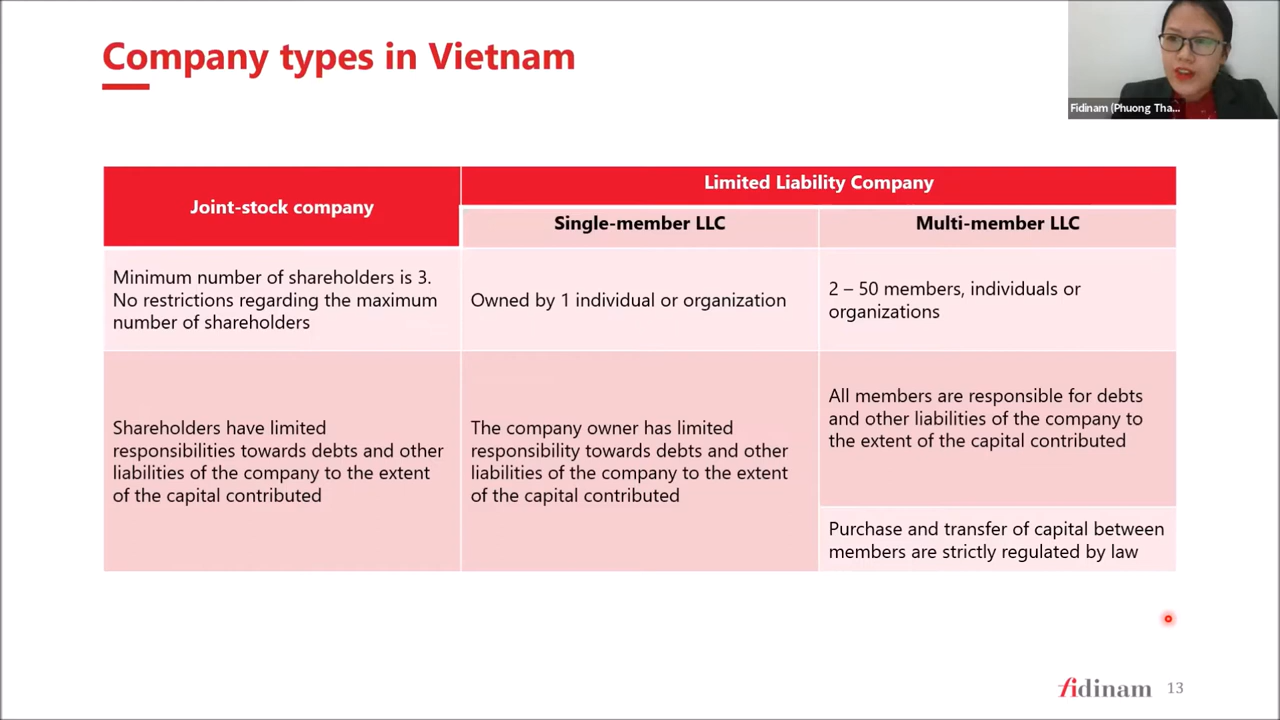 Company types in Vietnam
Fidinam (Phuong Tha...
Joint-stock company
Limited Liability Company
Single-member LLC
Multi-member LLC
Minimum number of shareholders is 3.
No restrictions regarding the maximum
number of shareholders
Owned by 1 individual or organization
2 – 50 members, individuals or
organizations
Shareholders have limited
responsibilities towards debts and other
liabilities of the company to the extent
of the capital contributed
The company owner has limited
responsibility towards debts and other
liabilities of the company to the extent
of the capital contributed
All members are responsible for debts
and other liabilities of the company to
the extent of the capital contributed
Purchase and transfer of capital between
members are strictly regulated by law
fidinam 13